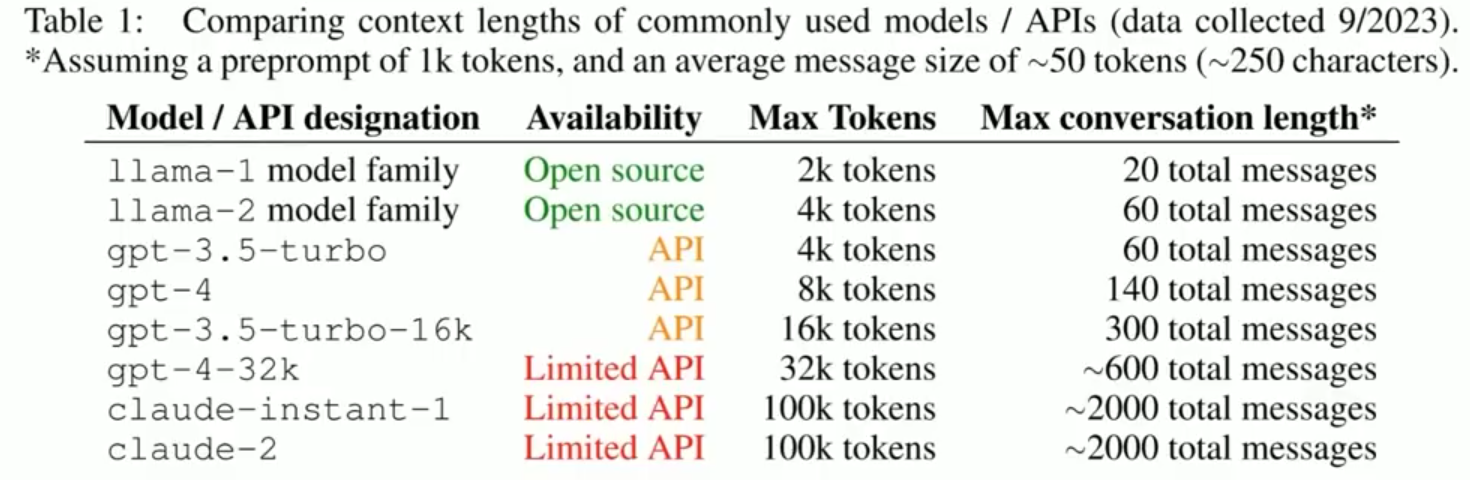 Table 1: Comparing context lengths of commonly used models / APIs (data collected 9/2023).
*Assuming a preprompt of 1k tokens, and an average message size of ~50 tokens (~250 characters).
Model / API designation Availability Max Tokens Max conversation length*
llama-1 model family Open source 2k tokens 20 total messages
llama-2 model family Open source 4k tokens 60 total messages
gpt-3.5-turbo API 4k tokens 60 total messages
gpt-4 API 8k tokens 140 total messages
gpt-3.5-turbo-16k API 16k tokens 300 total messages
gpt-4-32k Limited API 32k tokens ~600 total messages
claude-instant-1 Limited API 100k tokens ~2000 total messages
claude-2 Limited API 100k tokens ~2000 total messages